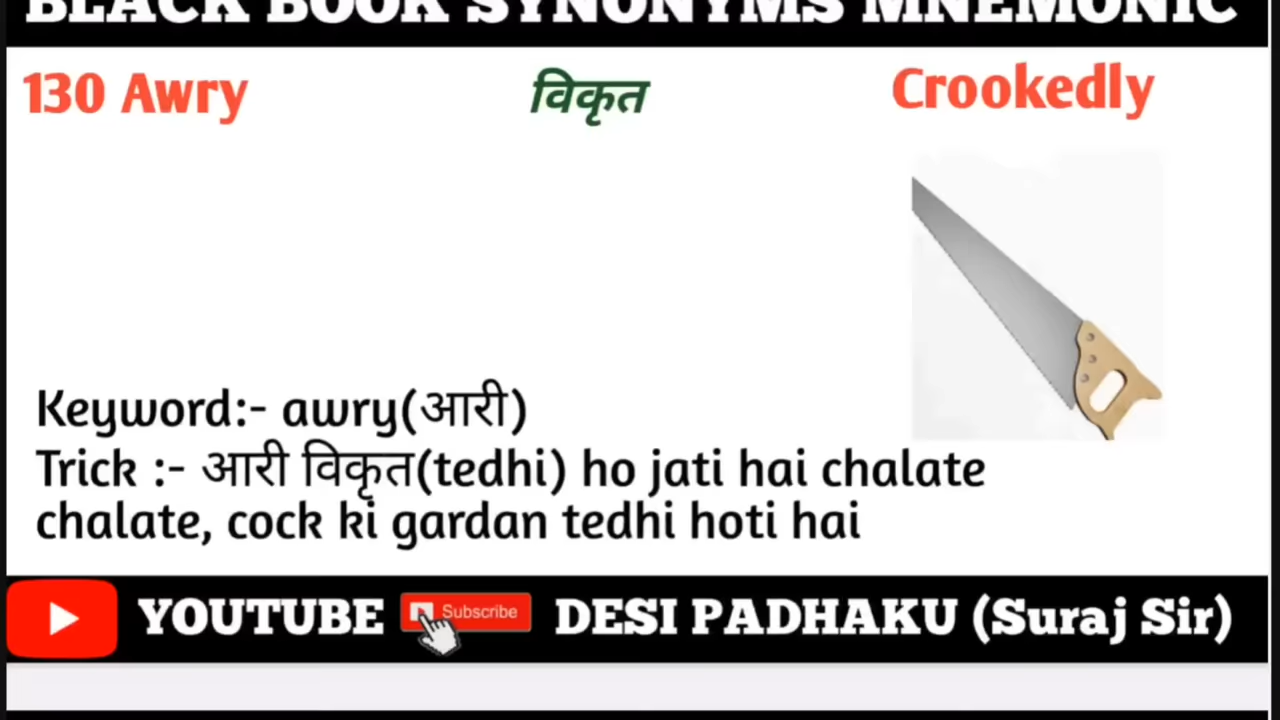 BLACK BOOK SYNONYMS MNEMONIC
130 Awry विकृत Crookedly
Keyword:- awry(आरी)
Trick :- आरी विकृत(tedhi) ho jati hai chalate
chalate, cock ki gardan tedhi hoti hai
YOUTUBE Subscribe DESI PADHAKU (Suraj Sir)